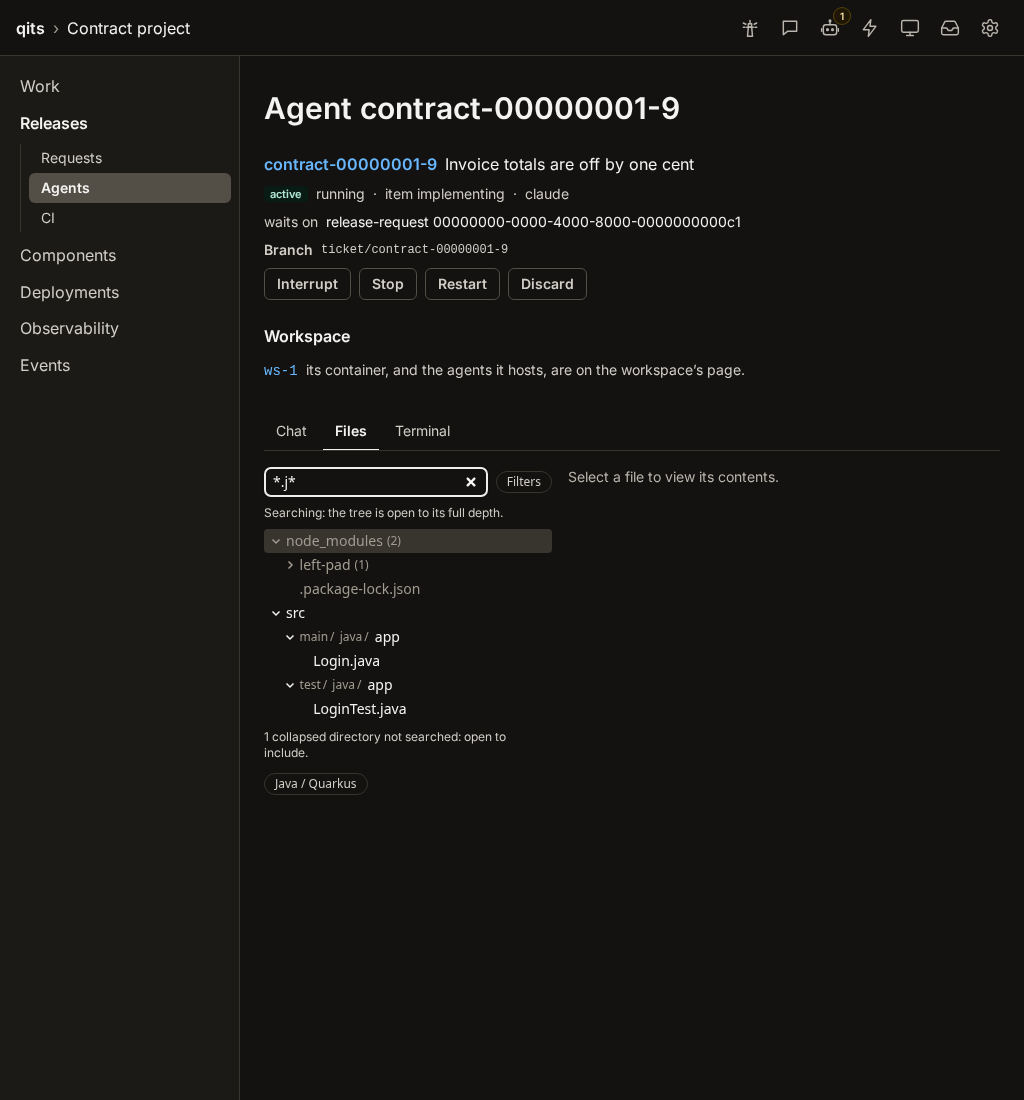 qits › Contract project
1
Work
Releases
Requests
Agents
CI
Components
Deployments
Observability
Events
Agent contract-00000001-9
contract-00000001-9 Invoice totals are off by one cent
active running · item implementing · claude
waits on release-request 00000000-0000-4000-8000-0000000000c1
Branch ticket/contract-00000001-9
Interrupt Stop Restart Discard
Workspace
ws-1 its container, and the agents it hosts, are on the workspace’s page.
Chat Files Terminal
*.j* Filters
Select a file to view its contents.
Searching: the tree is open to its full depth.
node_modules (2)
left-pad (1)
.package-lock.json
src
main/ java/ app
Login.java
test/ java/ app
LoginTest.java
1 collapsed directory not searched: open to
include.
Java / Quarkus